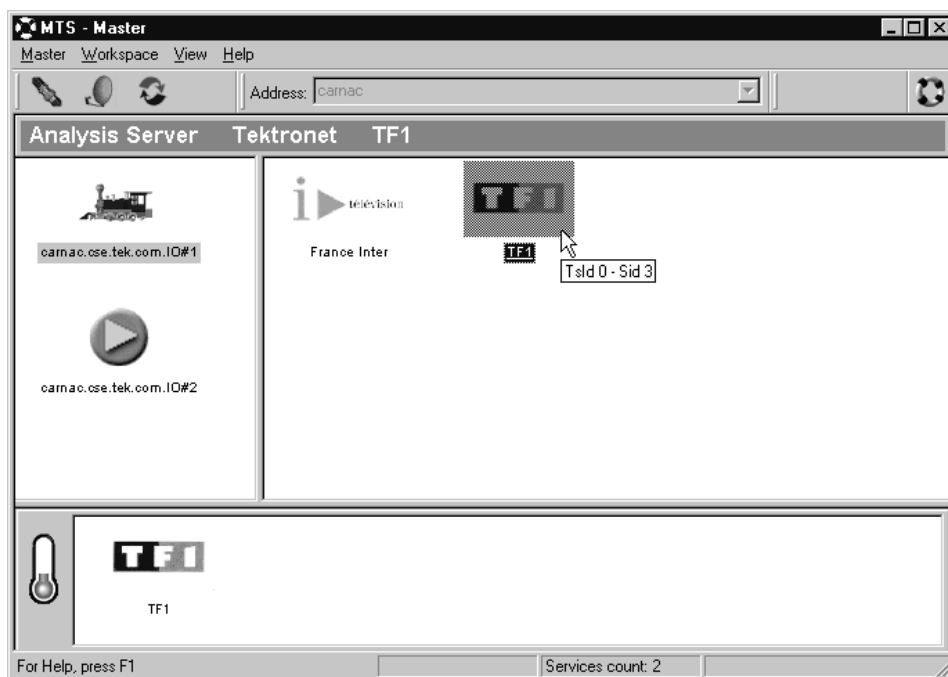 MTS - Master
Master Workspace View Help
Address: carnac
Analysis Server Tektronet TF1
i télévision
TF1
carnac.cse.tek.com.IO#1
France Inter
TF1
TsId 0 - Sid 3
carnac.cse.tek.com.IO#2
TF1
TF1
For Help, press F1
Services count: 2